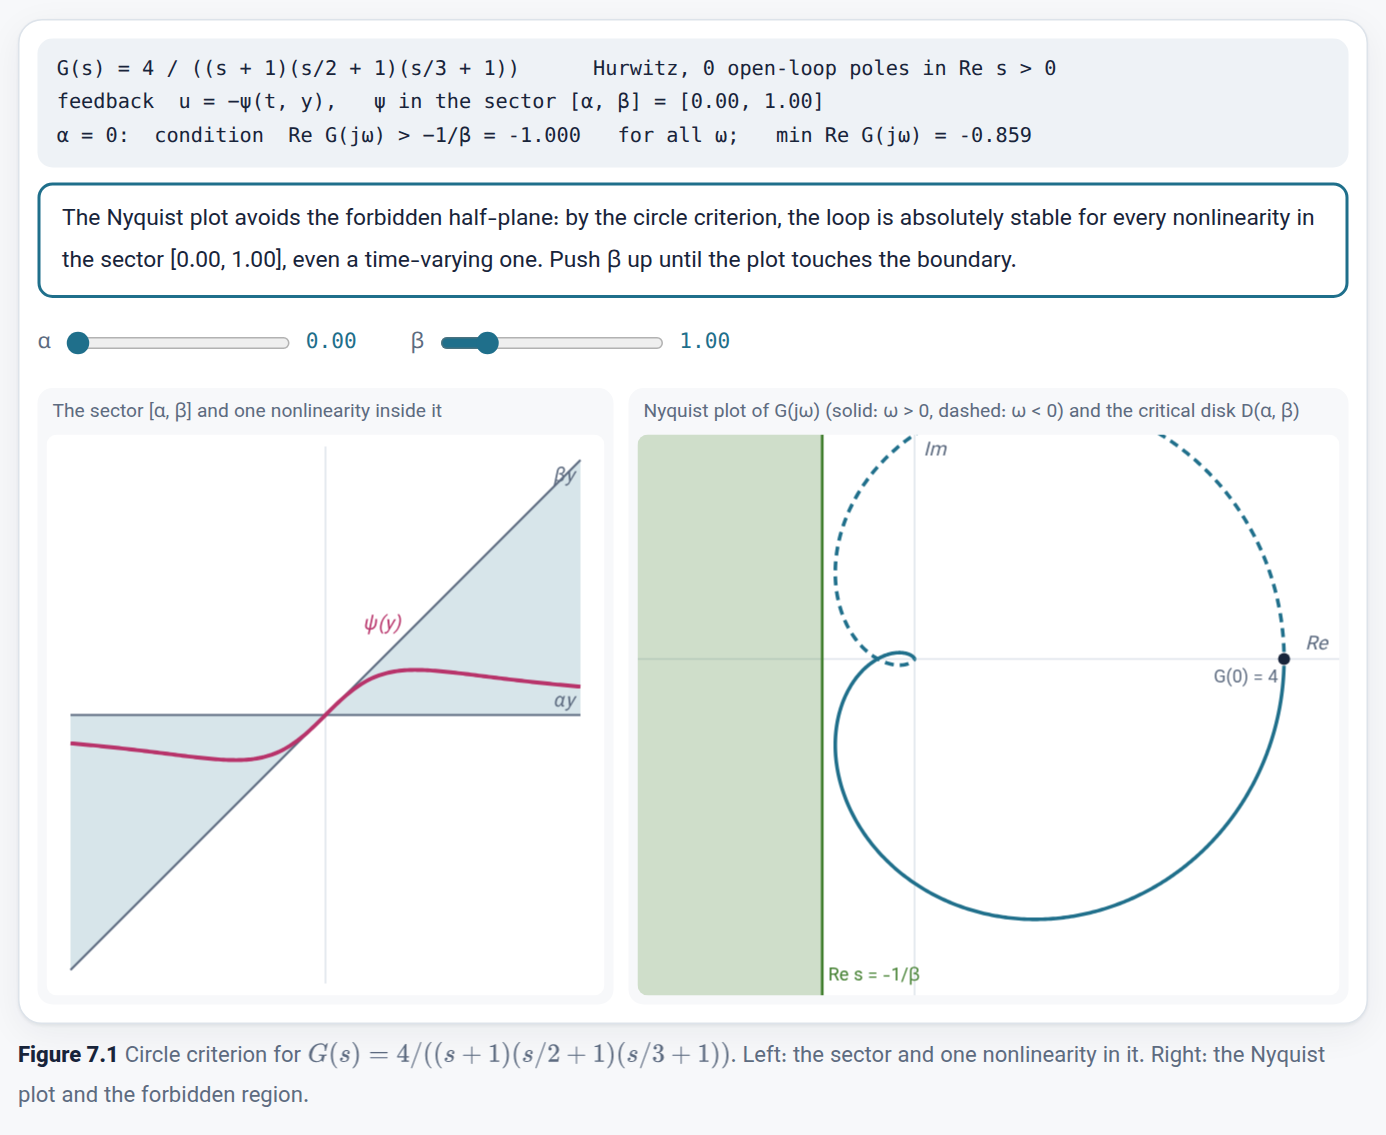 G(s) = 4 / ((s + 1)(s/2 + 1)(s/3 + 1))      Hurwitz, 0 open-loop poles in Re s > 0
feedback  u = −ψ(t, y),   ψ in the sector [α, β] = [0.00, 1.00]
α = 0:  condition  Re G(jω) > −1/β = -1.000   for all ω;   min Re G(jω) = -0.859
The Nyquist plot avoids the forbidden half-plane: by the circle criterion, the loop is absolutely stable for every nonlinearity in
the sector [0.00, 1.00], even a time-varying one. Push β up until the plot touches the boundary.
α 0.00 β 1.00
The sector [α, β] and one nonlinearity inside it
βy
ψ(y)
αy
Nyquist plot of G(jω) (solid: ω > 0, dashed: ω < 0) and the critical disk D(α, β)
Im
Re
G(0) = 4
Re s = -1/β
Figure 7.1 Circle criterion for G(s) = 4/((s + 1)(s/2 + 1)(s/3 + 1)). Left: the sector and one nonlinearity in it. Right: the Nyquist
plot and the forbidden region.